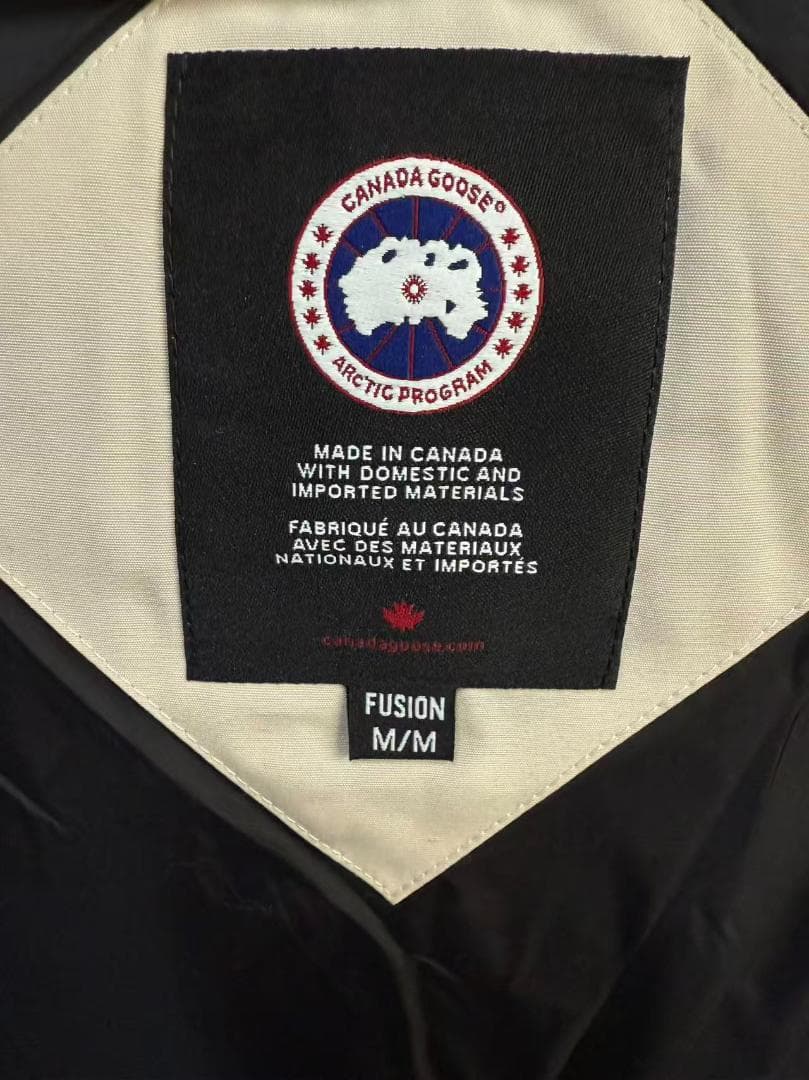 CANADA GOOSE®
ARCTIC PROGRAM
MADE IN CANADA
WITH DOMESTIC AND
IMPORTED MATERIALS
FABRIQUÉ AU CANADA
AVEC DES MATERIAUX
NATIONAUX ET IMPORTÉS
canadagoose.com
FUSION
M/M